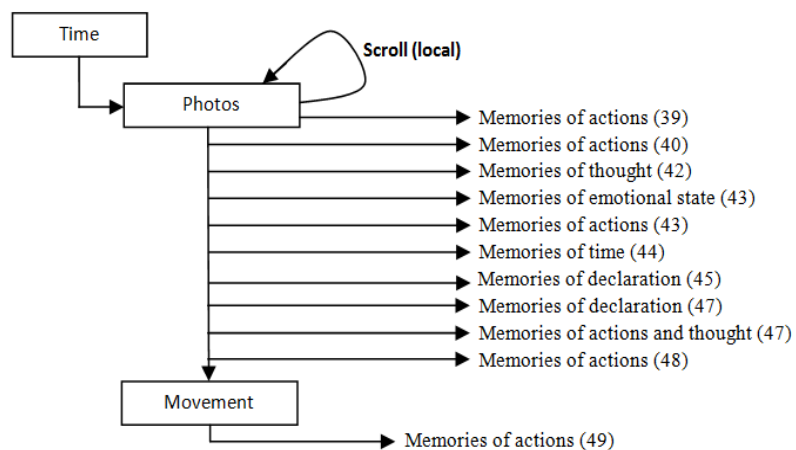 Time
Scroll (local)
Photos
Memories of actions (39)
Memories of actions (40)
Memories of thought (42)
Memories of emotional state (43)
Memories of actions (43)
Memories of time (44)
Memories of declaration (45)
Memories of declaration (47)
Memories of actions and thought (47)
Memories of actions (48)
Movement
Memories of actions (49)